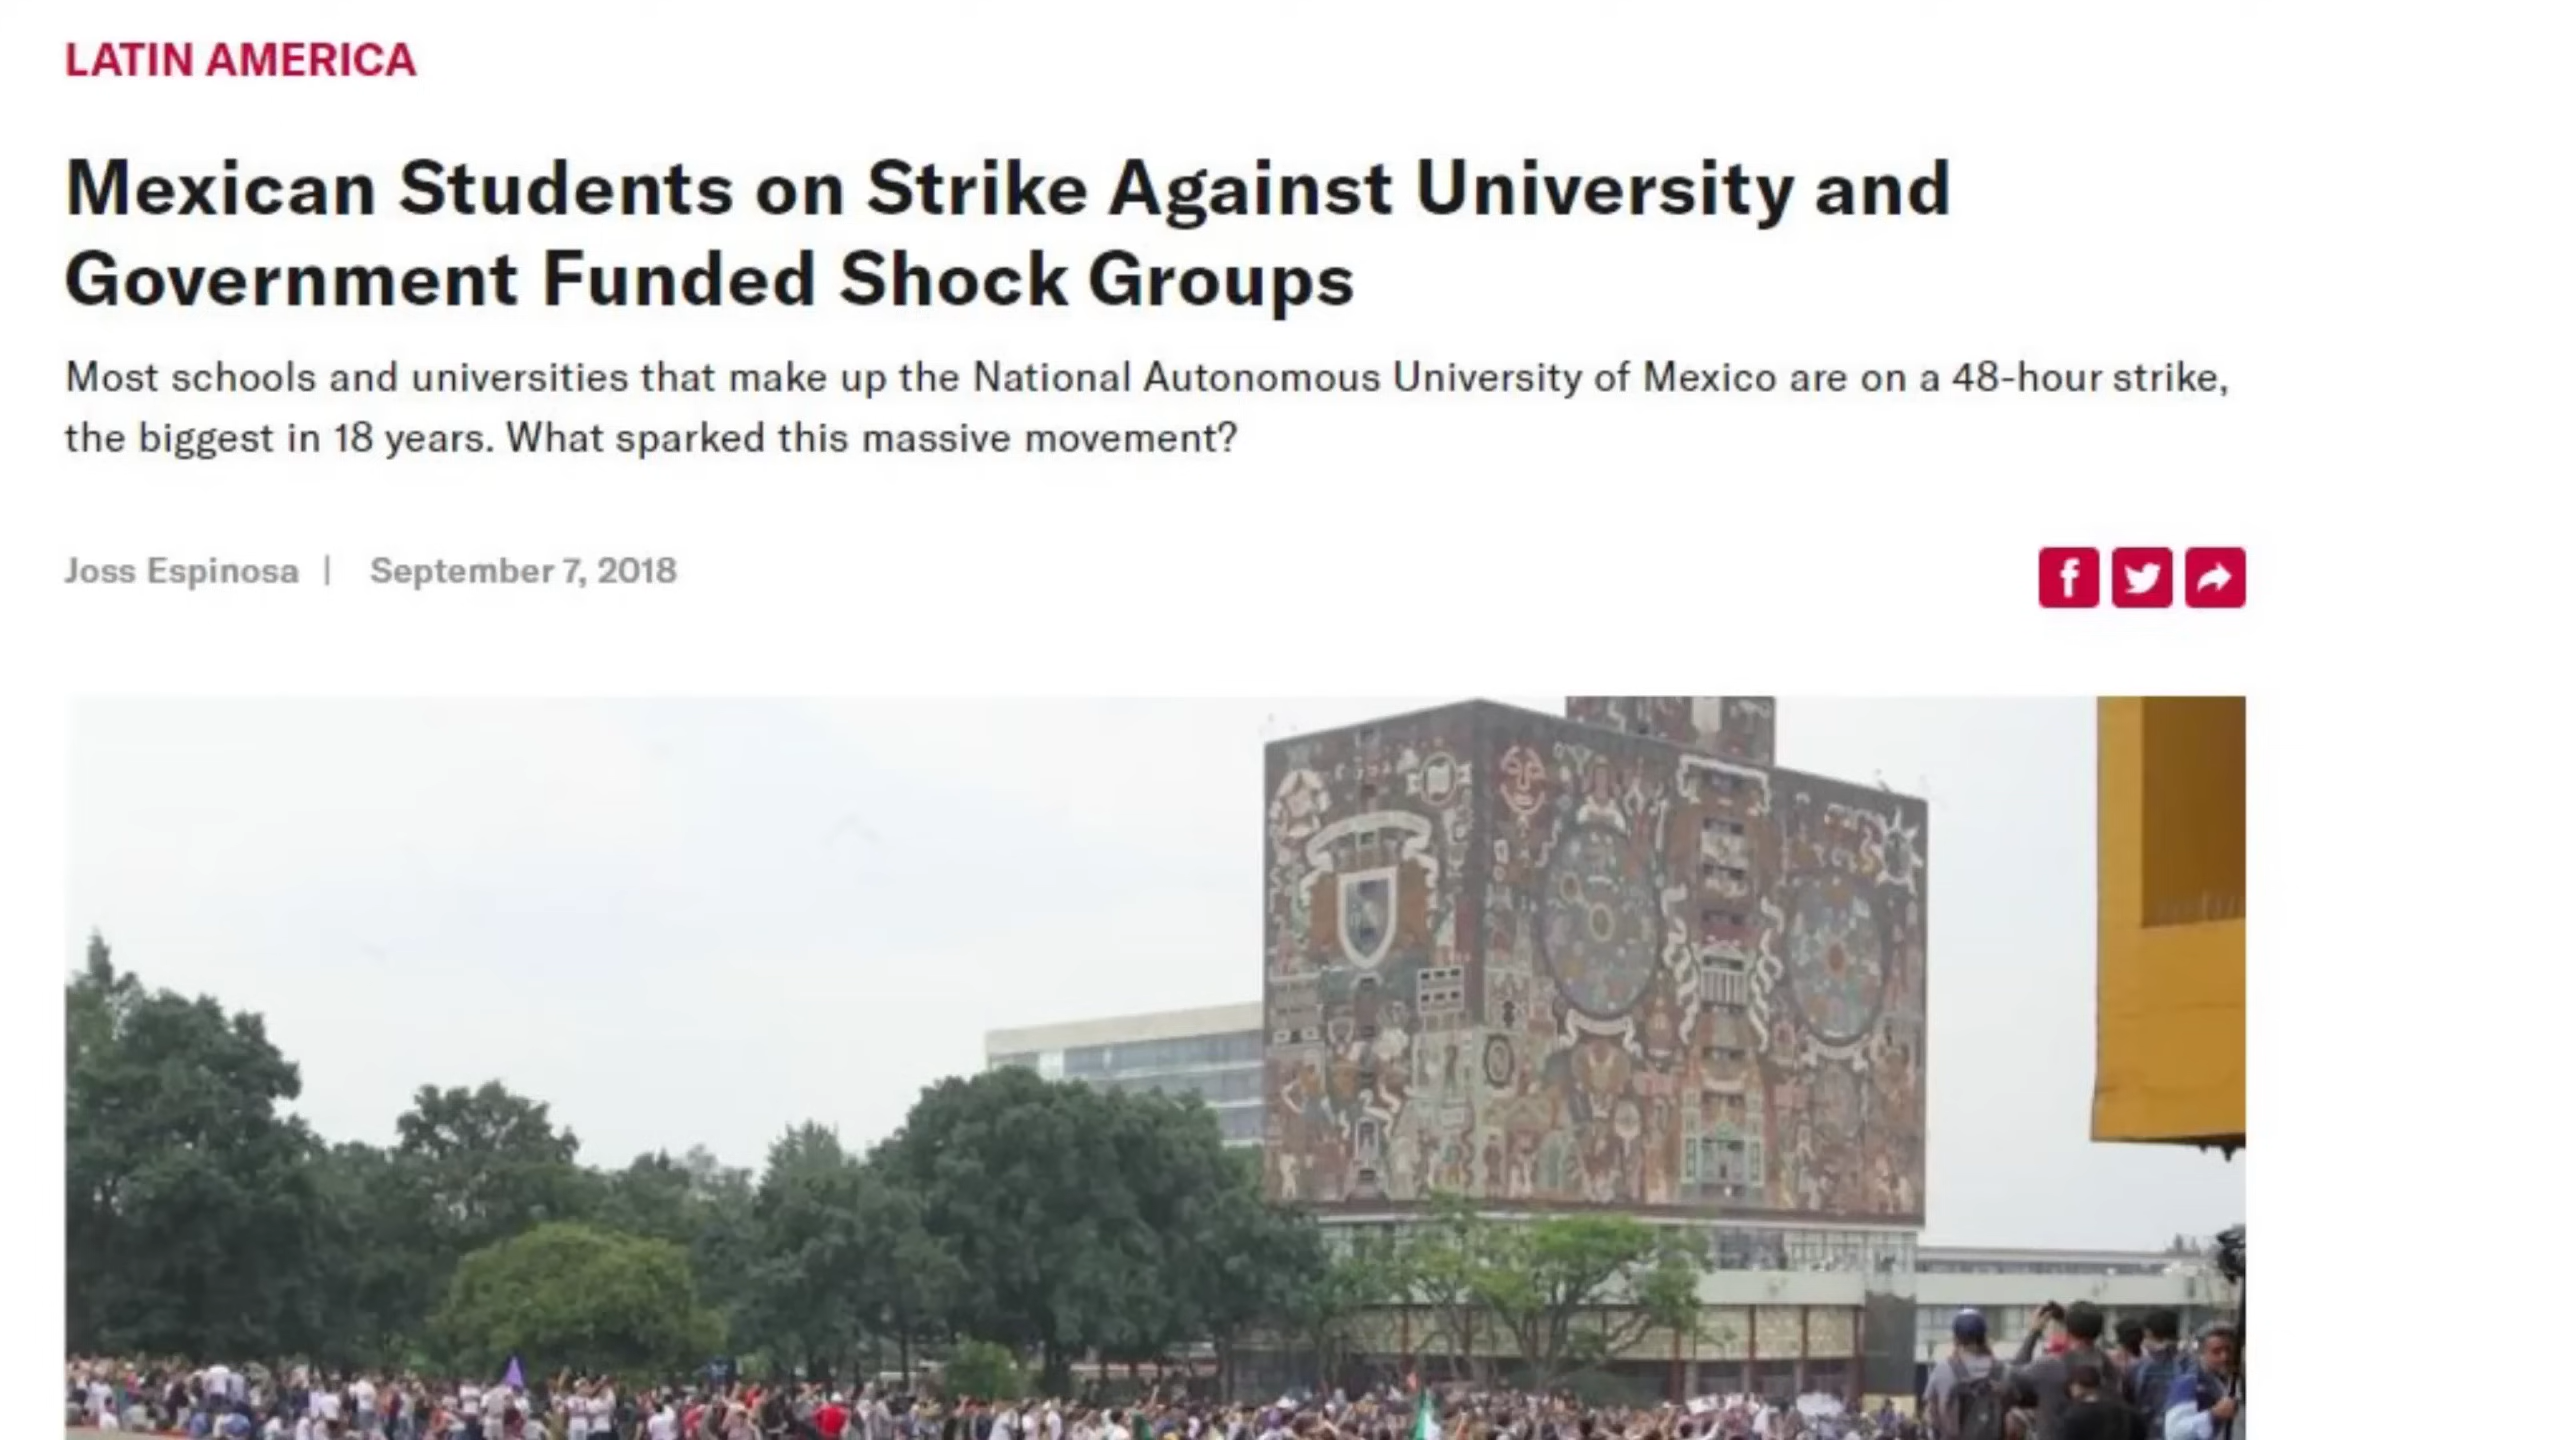 LATIN AMERICA
Mexican Students on Strike Against University and
Government Funded Shock Groups
Most schools and universities that make up the National Autonomous University of Mexico are on a 48-hour strike,
the biggest in 18 years. What sparked this massive movement?
Joss Espinosa | September 7, 2018